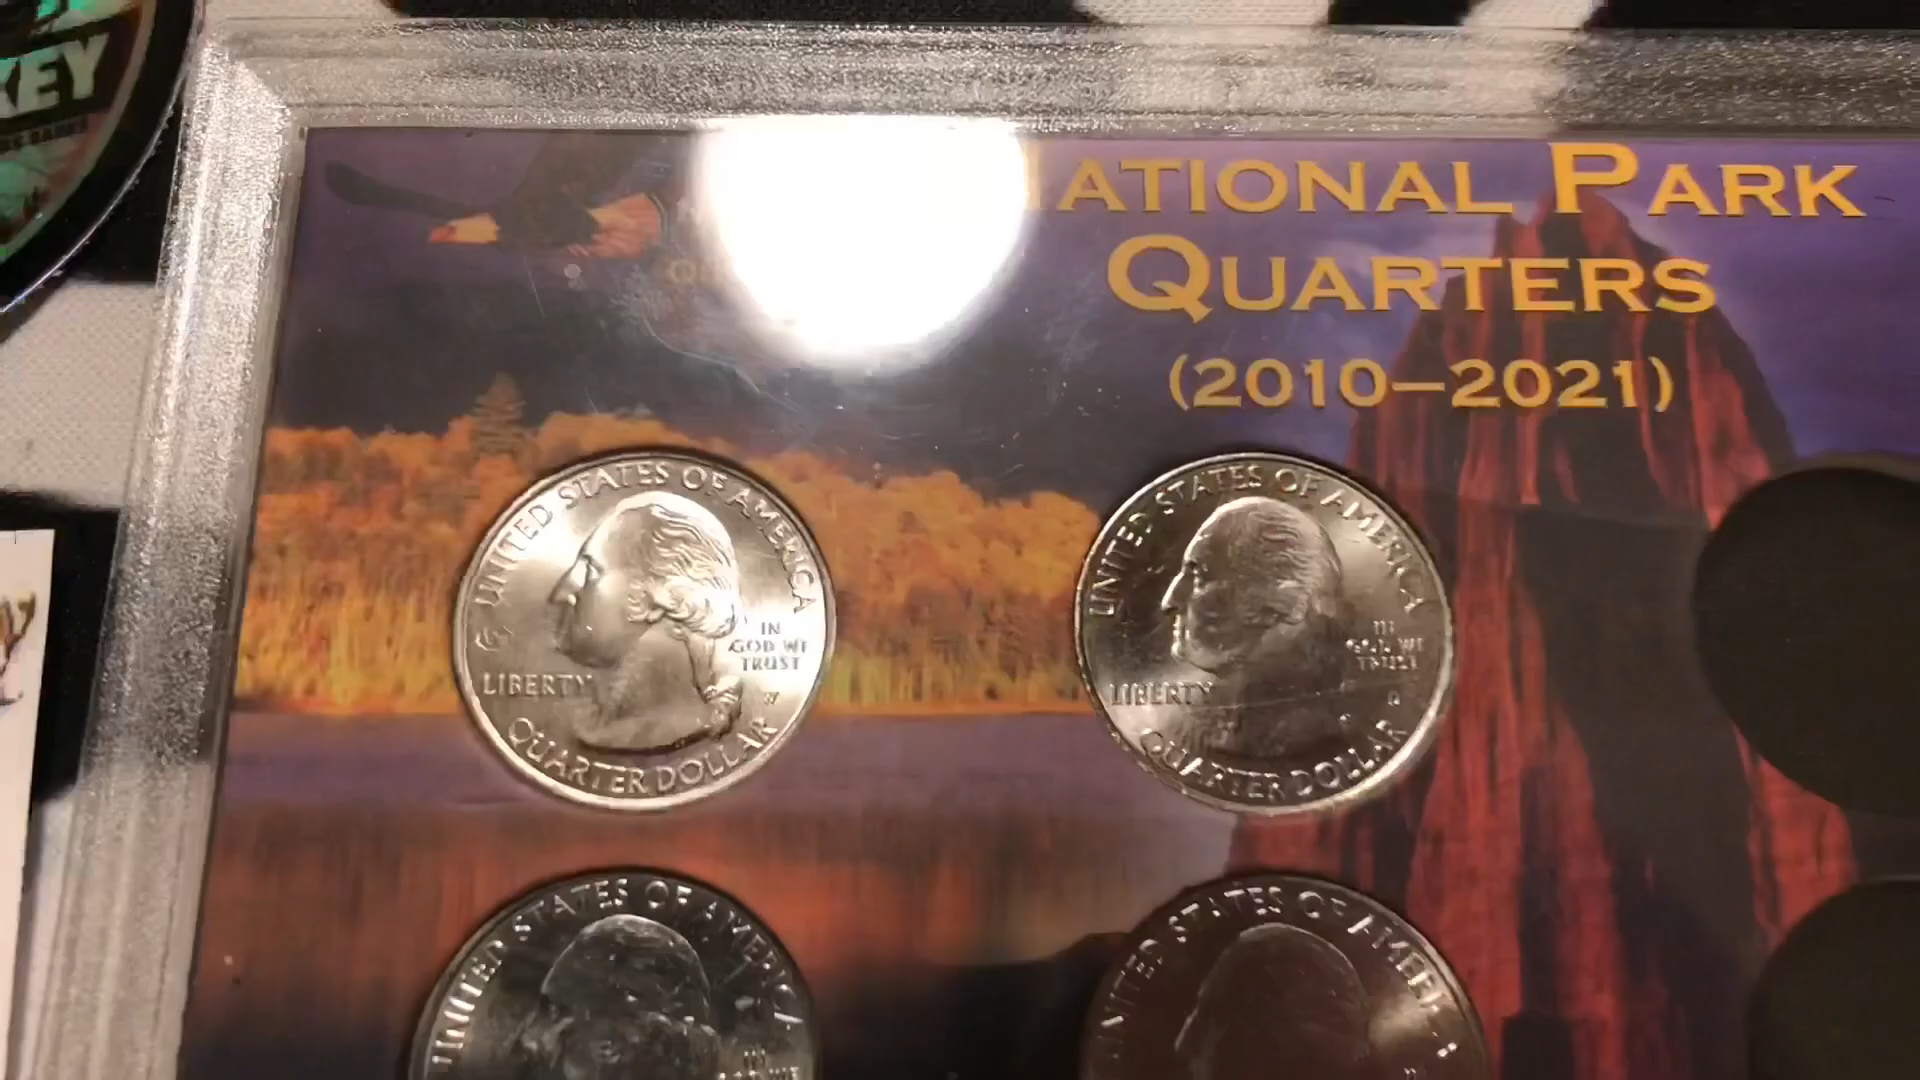 KEY
NATIONAL PARK
QUARTERS
(2010–2021)
UNITED STATES OF AMERICA
IN
GOD WE
TRUST
LIBERTY
W
QUARTER DOLLAR
UNITED STATES OF AMERICA
LIBERTY
D
QUARTER DOLLAR
UNITED STATES OF AMERICA
UNITED STATES OF AMERICA